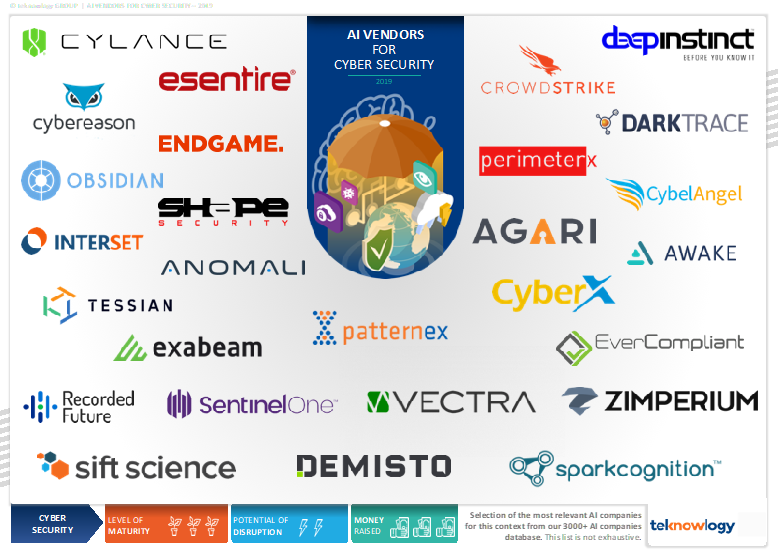 © teknowlogy GROUP | AI VENDORS FOR CYBER SECURITY – 2019
AI VENDORS
FOR
CYBER SECURITY
2019
CYLANCE
esentire®
cybereason
ENDGAME.
OBSIDIAN
SHAPE
SECURITY
INTERSET
ANOMALI
TESSIAN
exabeam
patternex
deepinstinct
BEFORE YOU KNOW IT
CROWDSTRIKE
DARKTRACE
perimeterx
CybelAngel
AGARI
AWAKE
CyberX
EverCompliant
Recorded
Future
SentinelOne™
VECTRA
ZIMPERIUM
sift science
DEMISTO
sparkcognition™
CYBER
SECURITY
LEVEL OF
MATURITY
POTENTIAL OF
DISRUPTION
MONEY
RAISED
Selection of the most relevant AI companies
for this context from our 3000+ AI companies
database. This list is not exhaustive.
teknowlogy